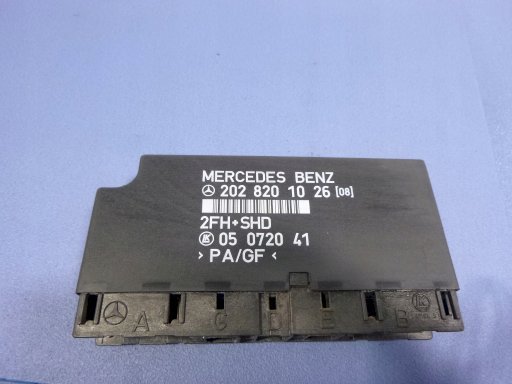 MERCEDES BENZ
202 820 10 26 [08]
2FH+SHD
05 0720 41
> PA/GF <
A C D E B